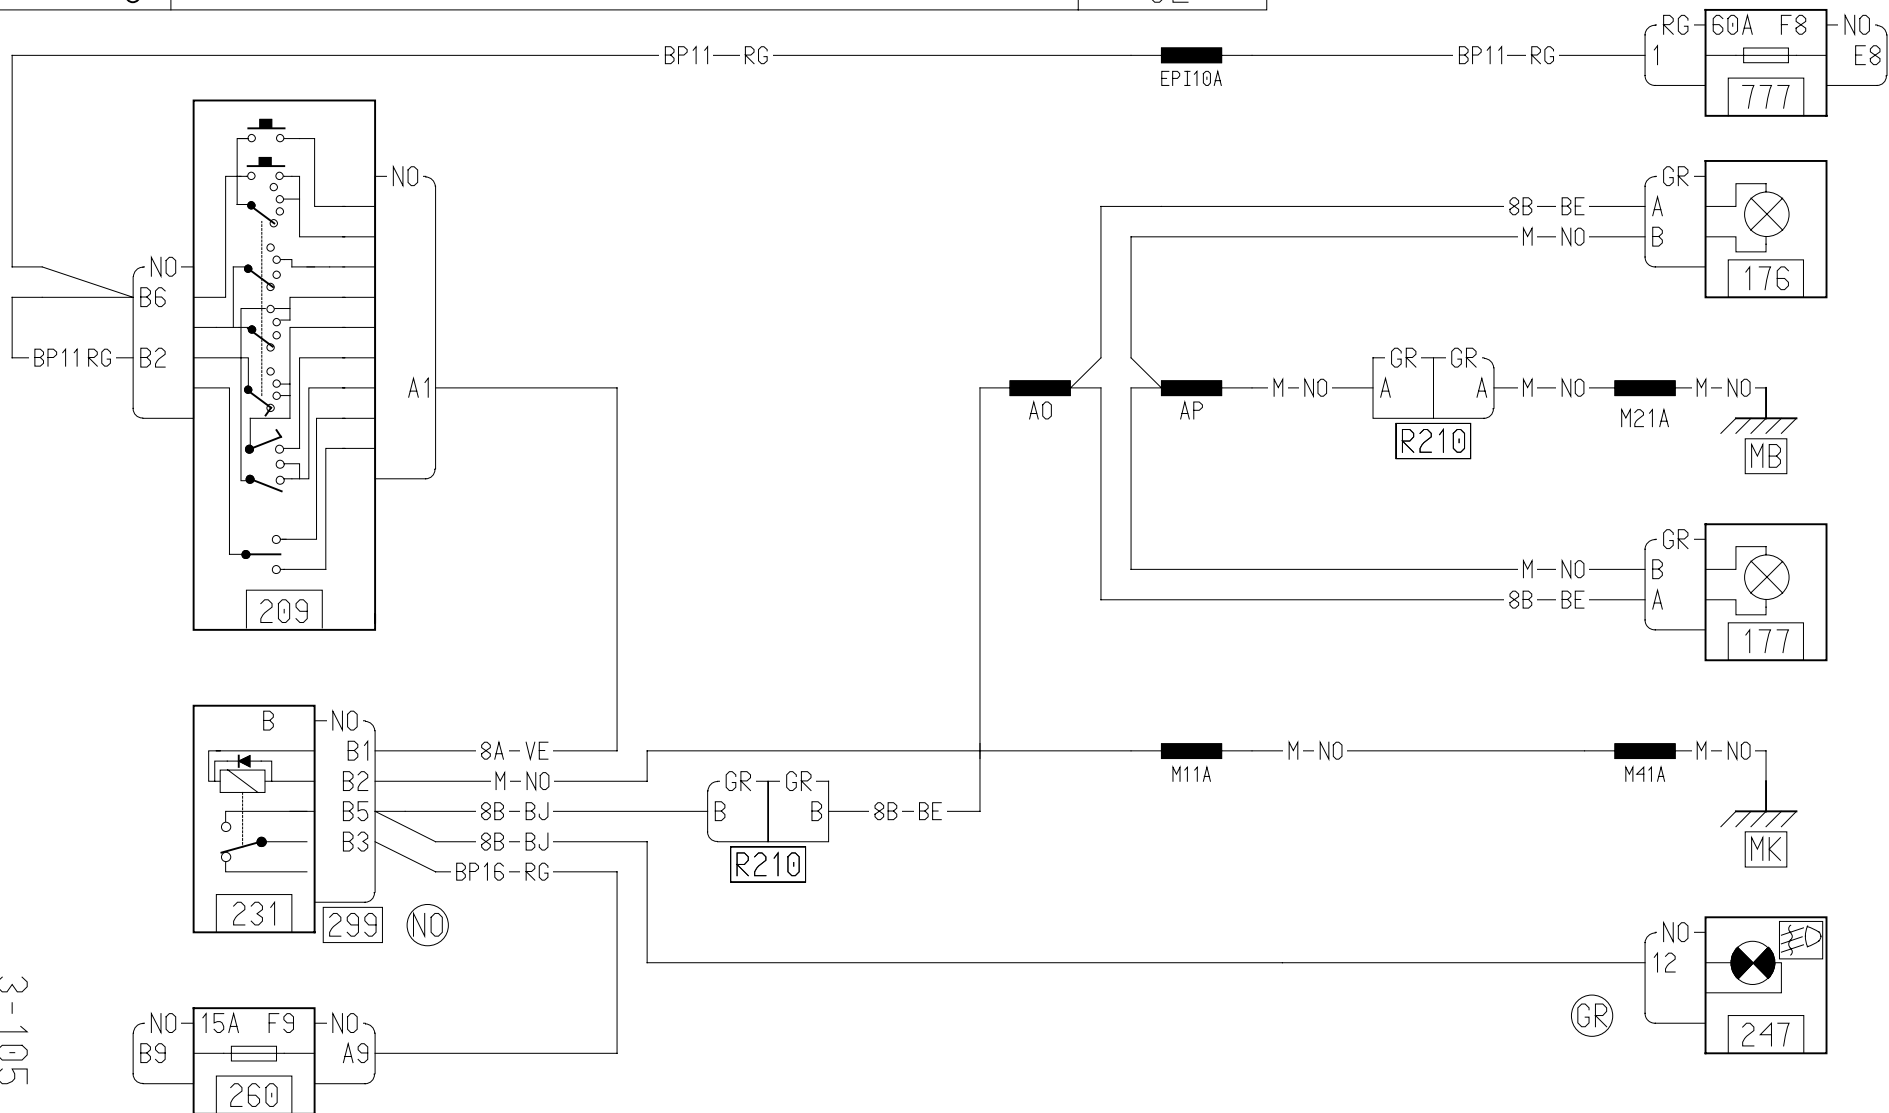 BP11 RG
EPI10A
BP11 RG
RG 60A F8 NO
1 E8
777
NO
GR
8B BE A
M NO B
176
NO
B6
BP11 RG B2
A1
209
AO
AP
M NO
GR GR
A A
R210
M NO
M21A
M NO
MB
GR
M NO B
8B BE A
177
B NO
B1 8A VE
B2 M NO
B5 8B BJ
B3 8B BJ
BP16 RG
231
299
NO
GR GR
B B
R210
8B BE
M11A
M NO
M41A
M NO
MK
NO
12
GR
247
NO 15A F9 NO
B9 A9
260
3-105